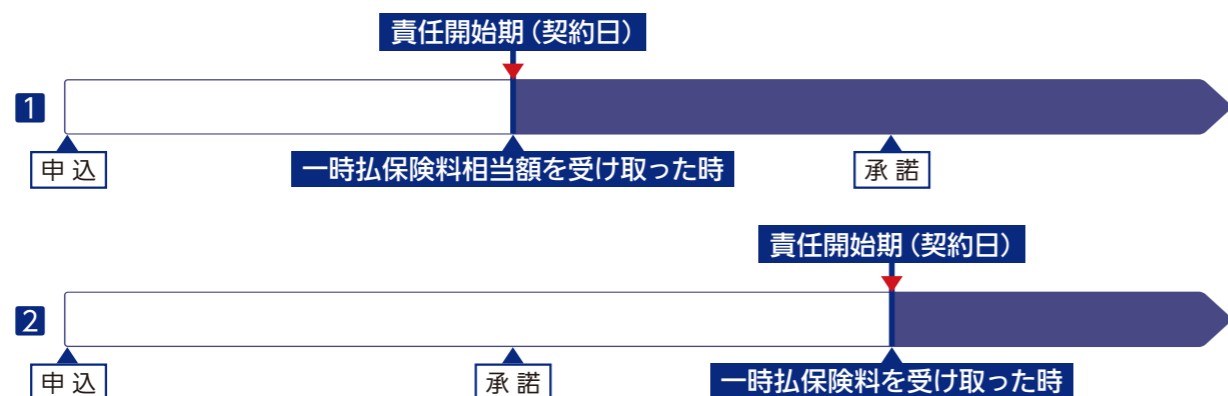 責任開始期（契約日）
1
申込
一時払保険料相当額を受け取った時
承諾
責任開始期（契約日）
2
申込
承諾
一時払保険料を受け取った時